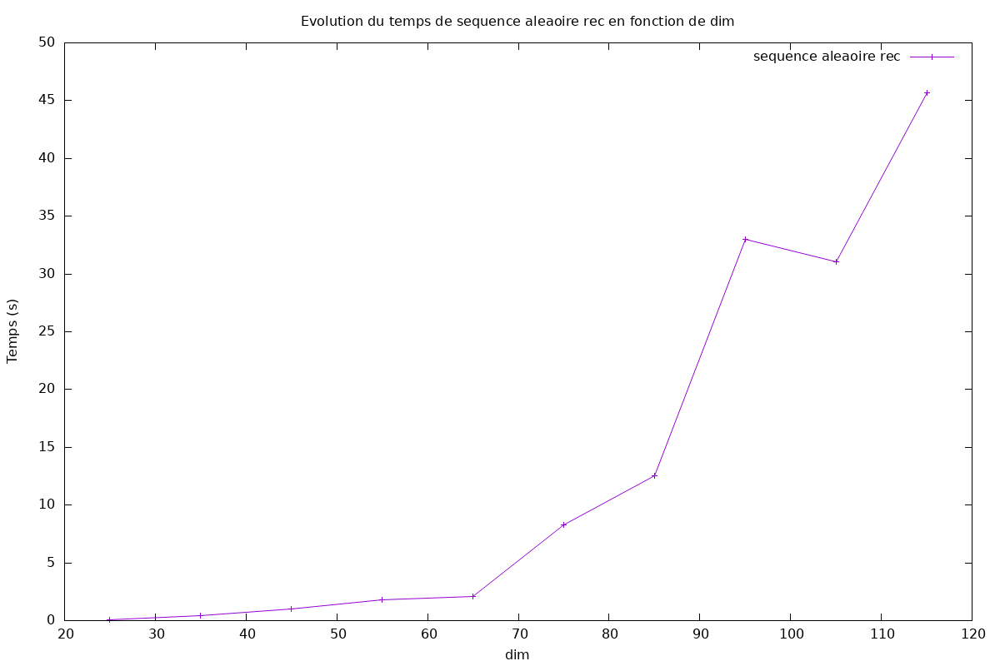 Evolution du temps de sequence aleaoire rec en fonction de dim
sequence aleaoire rec
50
45
40
35
30
25
20
15
10
5
0
Temps (s)
20 30 40 50 60 70 80 90 100 110 120
dim